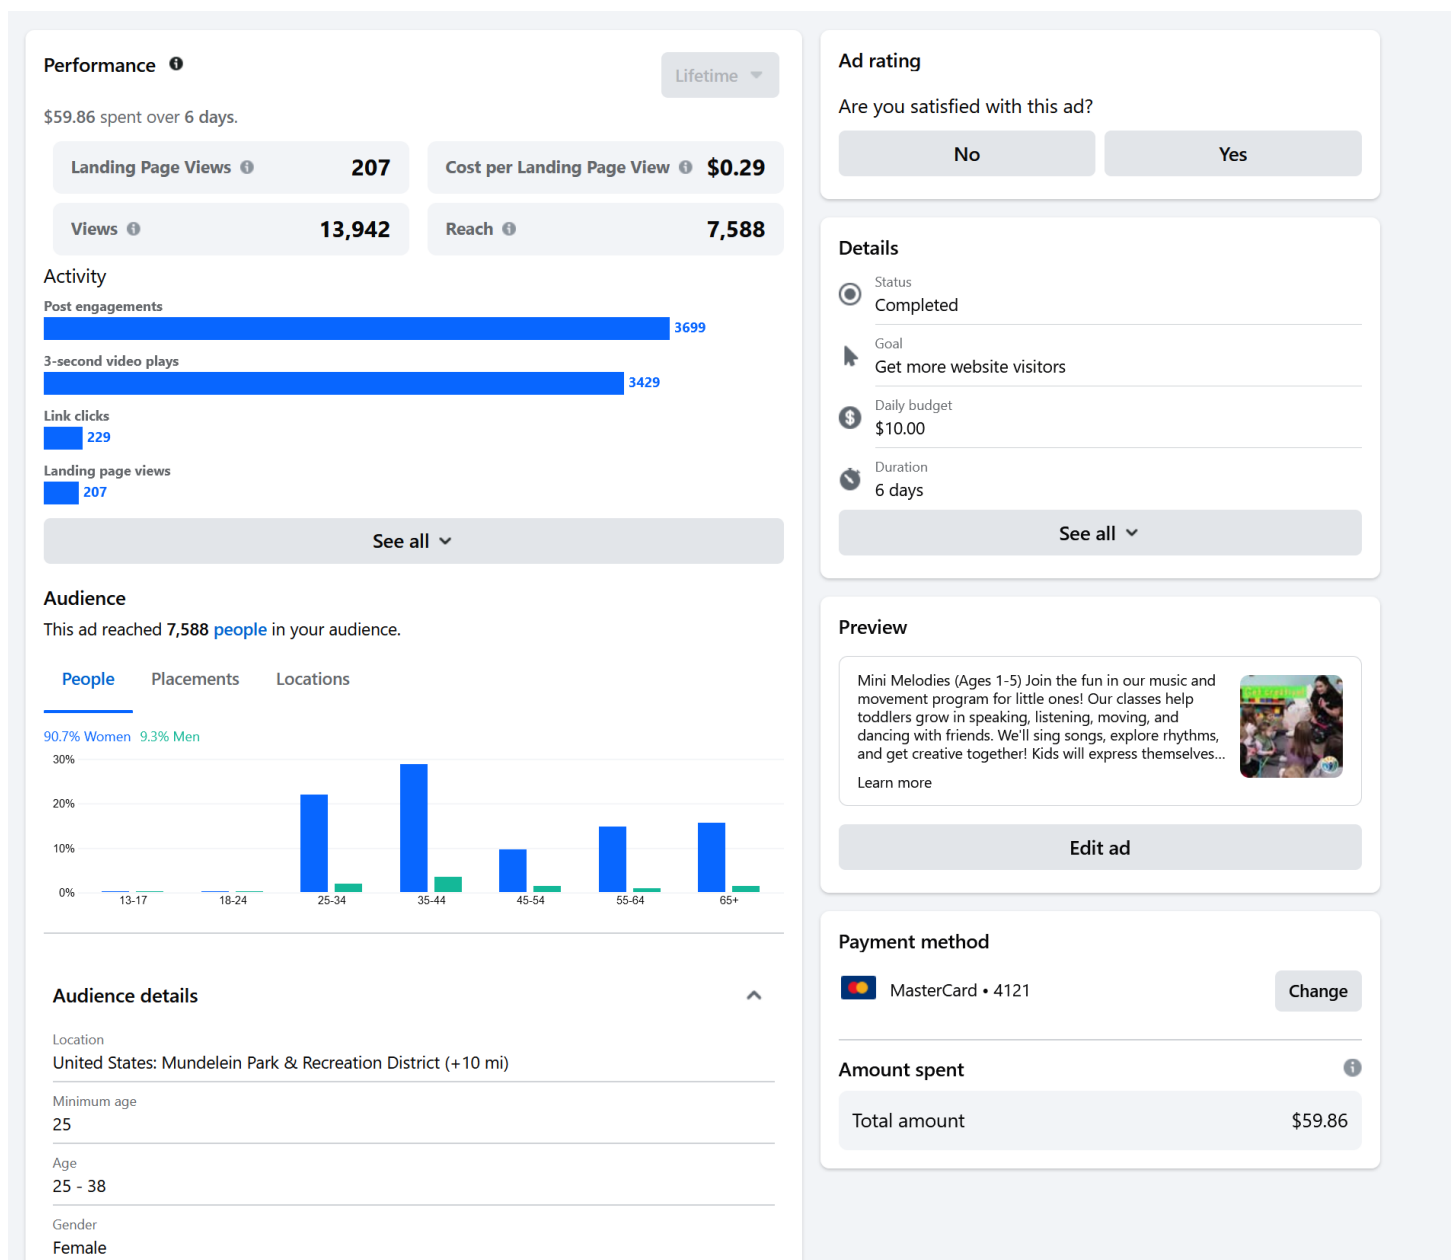 Performance
Lifetime
$59.86 spent over 6 days.
Landing Page Views 207
Cost per Landing Page View $0.29
Views 13,942
Reach 7,588
Activity
Post engagements
3699
3-second video plays
3429
Link clicks
229
Landing page views
207
See all
Audience
This ad reached 7,588 people in your audience.
People Placements Locations
90.7% Women 9.3% Men
30%
20%
10%
0%
13-17 18-24 25-34 35-44 45-54 55-64 65+
Audience details
Location
United States: Mundelein Park & Recreation District (+10 mi)
Minimum age
25
Age
25 - 38
Gender
Female
Ad rating
Are you satisfied with this ad?
No Yes
Details
Status
Completed
Goal
Get more website visitors
Daily budget
$10.00
Duration
6 days
See all
Preview
Mini Melodies (Ages 1-5) Join the fun in our music and
movement program for little ones! Our classes help
toddlers grow in speaking, listening, moving, and
dancing with friends. We'll sing songs, explore rhythms,
and get creative together! Kids will express themselves...
Learn more
Edit ad
Payment method
MasterCard • 4121
Change
Amount spent
Total amount $59.86